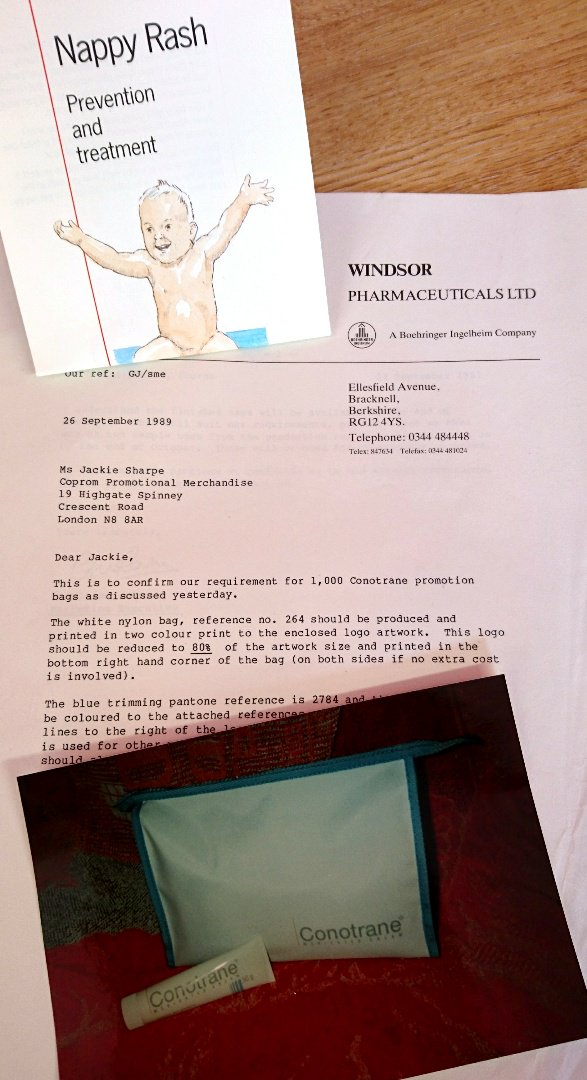 Nappy Rash
Prevention
and
treatment
WINDSOR
PHARMACEUTICALS LTD
A Boehringer Ingelheim Company
Our ref: GJ/sme
Ellesfield Avenue,
Bracknell,
Berkshire,
RG12 4YS.
Telephone: 0344 484448
Telex: 847634 Telefax: 0344 481024
26 September 1989
Ms Jackie Sharpe
Coprom Promotional Merchandise
19 Highgate Spinney
Crescent Road
London N8 8AR
Dear Jackie,
This is to confirm our requirement for 1,000 Conotrane promotion
bags as discussed yesterday.
The white nylon bag, reference no. 264 should be produced and
printed in two colour print to the enclosed logo artwork. This logo
should be reduced to 80% of the artwork size and printed in the
bottom right hand corner of the bag (on both sides if no extra cost
is involved).
The blue trimming pantone reference is 2784 and
be coloured to the attached references
lines to the right of the
is used for other
should
Conotrane
Conotrane